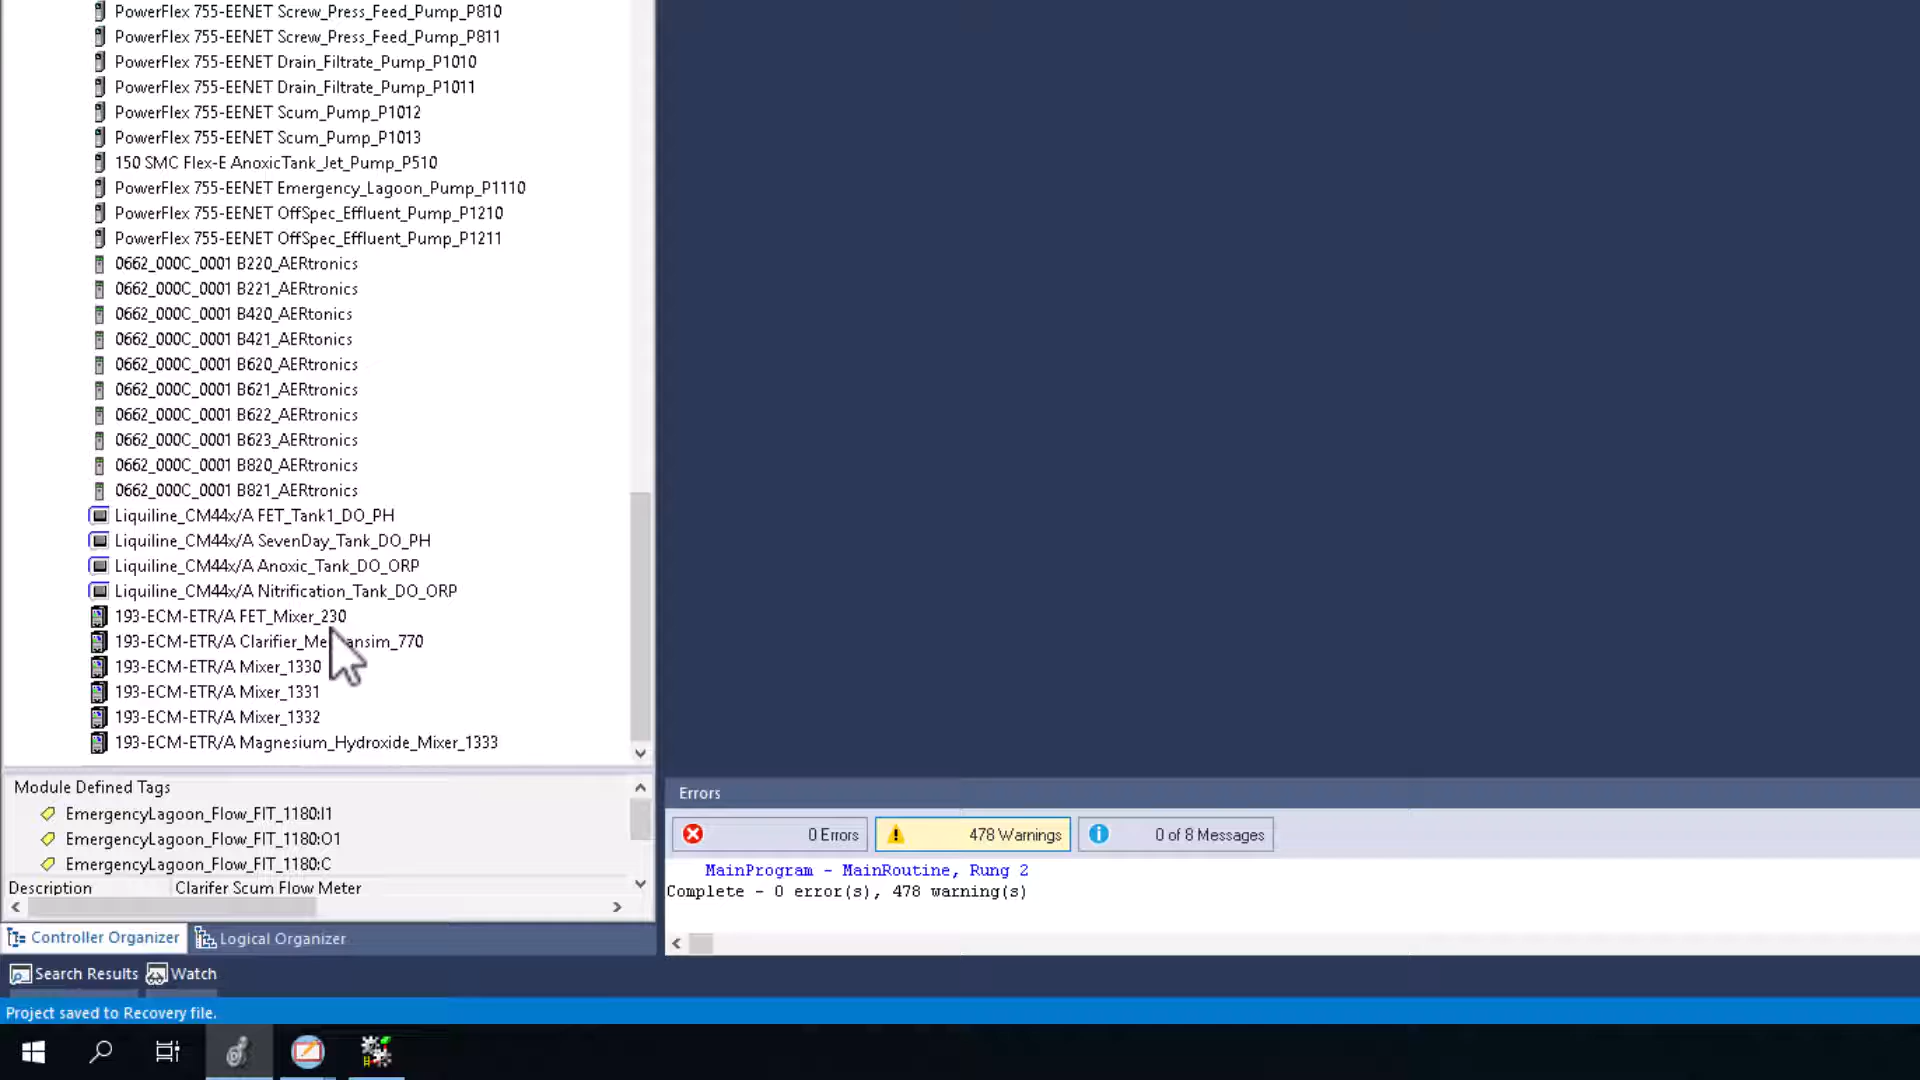 PowerFlex 755-EENET Screw_Press_Feed_Pump_P810
PowerFlex 755-EENET Screw_Press_Feed_Pump_P811
PowerFlex 755-EENET Drain_Filtrate_Pump_P1010
PowerFlex 755-EENET Drain_Filtrate_Pump_P1011
PowerFlex 755-EENET Scum_Pump_P1012
PowerFlex 755-EENET Scum_Pump_P1013
150 SMC Flex-E AnoxicTank_Jet_Pump_P510
PowerFlex 755-EENET Emergency_Lagoon_Pump_P1110
PowerFlex 755-EENET OffSpec_Effluent_Pump_P1210
PowerFlex 755-EENET OffSpec_Effluent_Pump_P1211
0662_000C_0001 B220_AERtronics
0662_000C_0001 B221_AERtronics
0662_000C_0001 B420_AERtronics
0662_000C_0001 B421_AERtonics
0662_000C_0001 B620_AERtronics
0662_000C_0001 B621_AERtronics
0662_000C_0001 B622_AERtronics
0662_000C_0001 B623_AERtronics
0662_000C_0001 B820_AERtronics
0662_000C_0001 B821_AERtronics
Liquiline_CM44x/A FET_Tank1_DO_PH
Liquiline_CM44x/A SevenDay_Tank_DO_PH
Liquiline_CM44x/A Anoxic_Tank_DO_ORP
Liquiline_CM44x/A Nitrification_Tank_DO_ORP
193-ECM-ETR/A FET_Mixer_230
193-ECM-ETR/A
193-ECM-ETR/A Mixer_1330
193-ECM-ETR/A Mixer_1331
193-ECM-ETR/A Mixer_1332
193-ECM-ETR/A Magnesium_Hydroxide_Mixer_1333
Module Defined Tags
EmergencyLagoon_Flow_FIT_1180:I1
EmergencyLagoon_Flow_FIT_1180:O1
EmergencyLagoon_Flow_FIT_1180:C
Description Clarifer Scum Flow Meter
Controller Organizer Logical Organizer
Search Results Watch
Project saved to Recovery file.
Errors
0 Errors 478 Warnings 0 of 8 Messages
MainProgram - MainRoutine, Rung 2
Complete - 0 error(s), 478 warning(s)